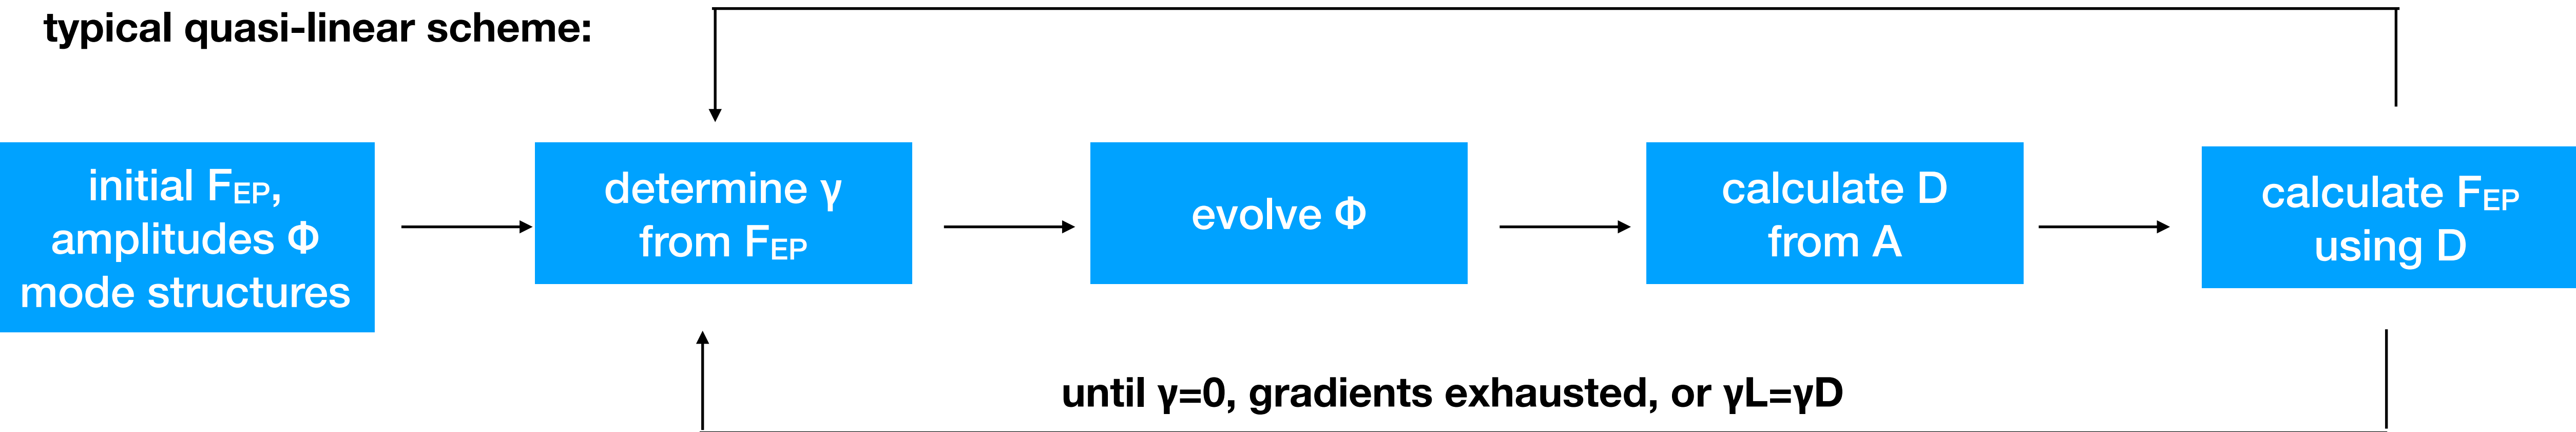 typical quasi-linear scheme:
initial FEP,
amplitudes Φ
mode structures
determine γ
from FEP
evolve Φ
calculate D
from A
calculate FEP
using D
until γ=0, gradients exhausted, or γL=γD